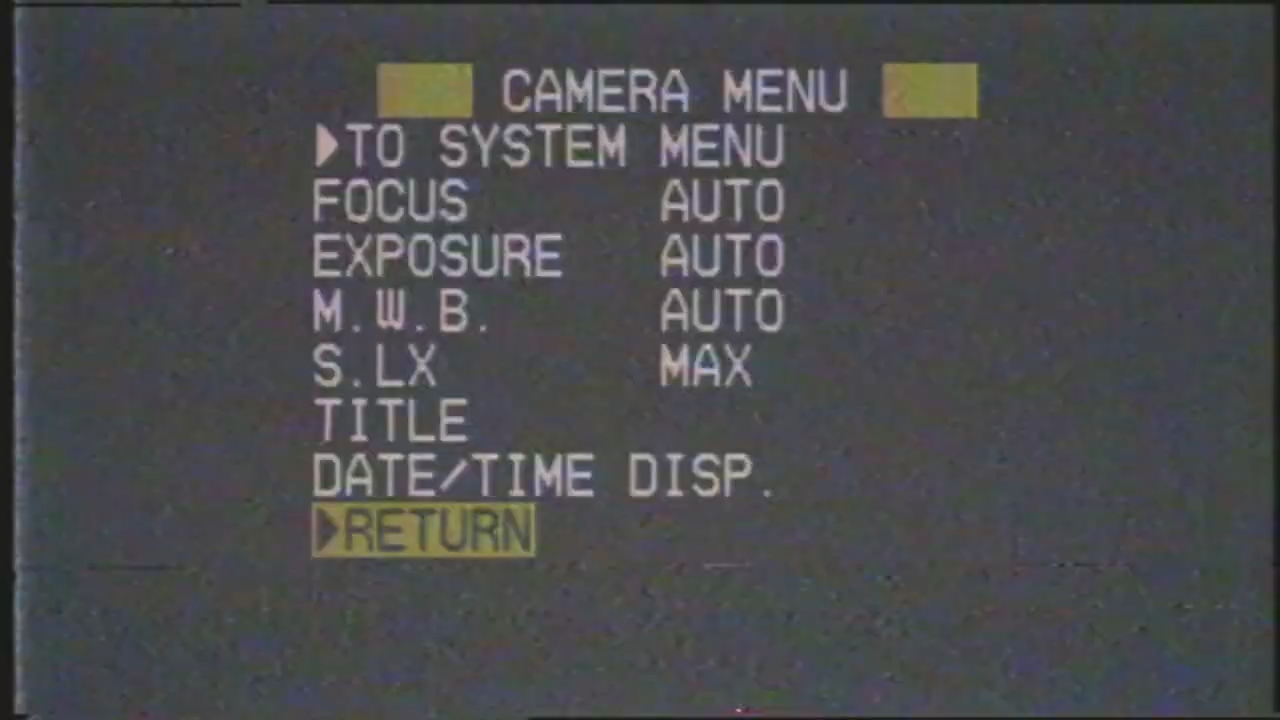 CAMERA MENU
▶TO SYSTEM MENU
FOCUS AUTO
EXPOSURE AUTO
M.W.B. AUTO
S.LX MAX
TITLE
DATE/TIME DISP.
▶RETURN